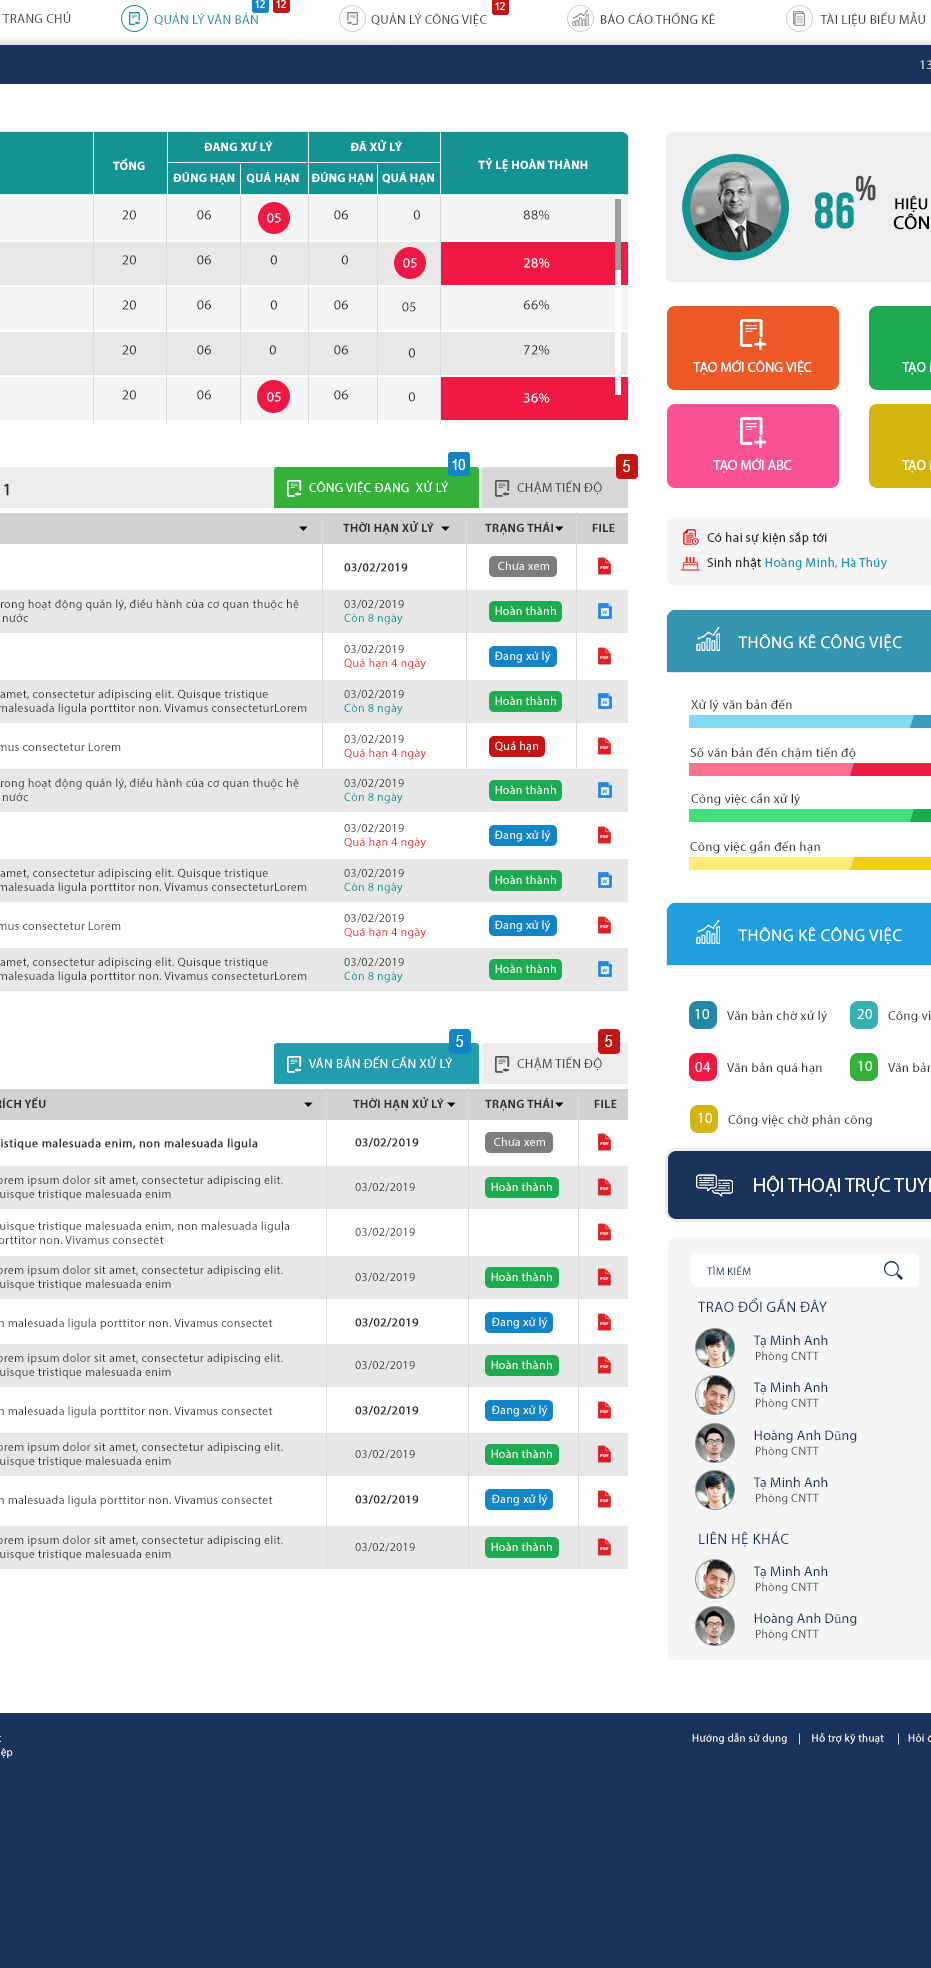 TRANG CHỦ
QUẢN LÝ VĂN BẢN
12
12
QUẢN LÝ CÔNG VIỆC
12
BÁO CÁO THỐNG KÊ
TÀI LIỆU BIỂU MẪU
13
TỔNG
ĐANG XƯ LÝ
ĐÃ XỬ LÝ
TỶ LỆ HOÀN THÀNH
ĐÚNG HẠN QUÁ HẠN ĐÚNG HẠN QUÁ HẠN
20 06 05 06 0 88%
20 06 0 0 05 28%
20 06 0 06 05 66%
20 06 0 06 0 72%
20 06 05 06 0 36%
86%
HIỆU
CÔN
TẠO MỚI CÔNG VIỆC
TẠO
TẠO MỚI ABC
TẠO
Có hai sự kiện sắp tới
Sinh nhật Hoàng Minh, Hà Thúy
1
CÔNG VIỆC ĐANG XỬ LÝ
10
CHẬM TIẾN ĐỘ
5
THỜI HẠN XỬ LÝ TRẠNG THÁI FILE
03/02/2019 Chưa xem
rong hoạt động quản lý, điều hành của cơ quan thuộc hệ
nước
03/02/2019
Còn 8 ngày
Hoàn thành
03/02/2019
Quá hạn 4 ngày
Đang xử lý
amet, consectetur adipiscing elit. Quisque tristique
malesuada ligula porttitor non. Vivamus consecteturLorem
03/02/2019
Còn 8 ngày
Hoàn thành
mus consectetur Lorem
03/02/2019
Quá hạn 4 ngày
Quá hạn
rong hoạt động quản lý, điều hành của cơ quan thuộc hệ
nước
03/02/2019
Còn 8 ngày
Hoàn thành
03/02/2019
Quá hạn 4 ngày
Đang xử lý
amet, consectetur adipiscing elit. Quisque tristique
malesuada ligula porttitor non. Vivamus consecteturLorem
03/02/2019
Còn 8 ngày
Hoàn thành
mus consectetur Lorem
03/02/2019
Quá hạn 4 ngày
Đang xử lý
amet, consectetur adipiscing elit. Quisque tristique
malesuada ligula porttitor non. Vivamus consecteturLorem
03/02/2019
Còn 8 ngày
Hoàn thành
THỐNG KÊ CÔNG VIỆC
Xử lý văn bản đến
Số văn bản đến chậm tiến độ
Công việc cần xử lý
Công việc gần đến hạn
THỐNG KÊ CÔNG VIỆC
10 Văn bản chờ xử lý
20 Công vi
04 Văn bản quá hạn
10 Văn bản
10 Công việc chờ phân công
VĂN BẢN ĐẾN CẦN XỬ LÝ
5
CHẬM TIẾN ĐỘ
5
RÍCH YẾU THỜI HẠN XỬ LÝ TRẠNG THÁI FILE
istique malesuada enim, non malesuada ligula 03/02/2019 Chưa xem
orem ipsum dolor sit amet, consectetur adipiscing elit.
uisque tristique malesuada enim
03/02/2019 Hoàn thành
uisque tristique malesuada enim, non malesuada ligula
orttitor non. Vivamus consectet
03/02/2019
orem ipsum dolor sit amet, consectetur adipiscing elit.
uisque tristique malesuada enim
03/02/2019 Hoàn thành
n malesuada ligula porttitor non. Vivamus consectet 03/02/2019 Đang xử lý
orem ipsum dolor sit amet, consectetur adipiscing elit.
uisque tristique malesuada enim
03/02/2019 Hoàn thành
n malesuada ligula porttitor non. Vivamus consectet 03/02/2019 Đang xử lý
orem ipsum dolor sit amet, consectetur adipiscing elit.
uisque tristique malesuada enim
03/02/2019 Hoàn thành
n malesuada ligula porttitor non. Vivamus consectet 03/02/2019 Đang xử lý
orem ipsum dolor sit amet, consectetur adipiscing elit.
uisque tristique malesuada enim
03/02/2019 Hoàn thành
HỘI THOẠI TRỰC TUYẾ
TÌM KIẾM
TRAO ĐỔI GẦN ĐÂY
Tạ Minh Anh
Phòng CNTT
Tạ Minh Anh
Phòng CNTT
Hoàng Anh Dũng
Phòng CNTT
Tạ Minh Anh
Phòng CNTT
LIÊN HỆ KHÁC
Tạ Minh Anh
Phòng CNTT
Hoàng Anh Dũng
Phòng CNTT
ệp
Hướng dẫn sử dụng | Hỗ trợ kỹ thuật | Hỏi